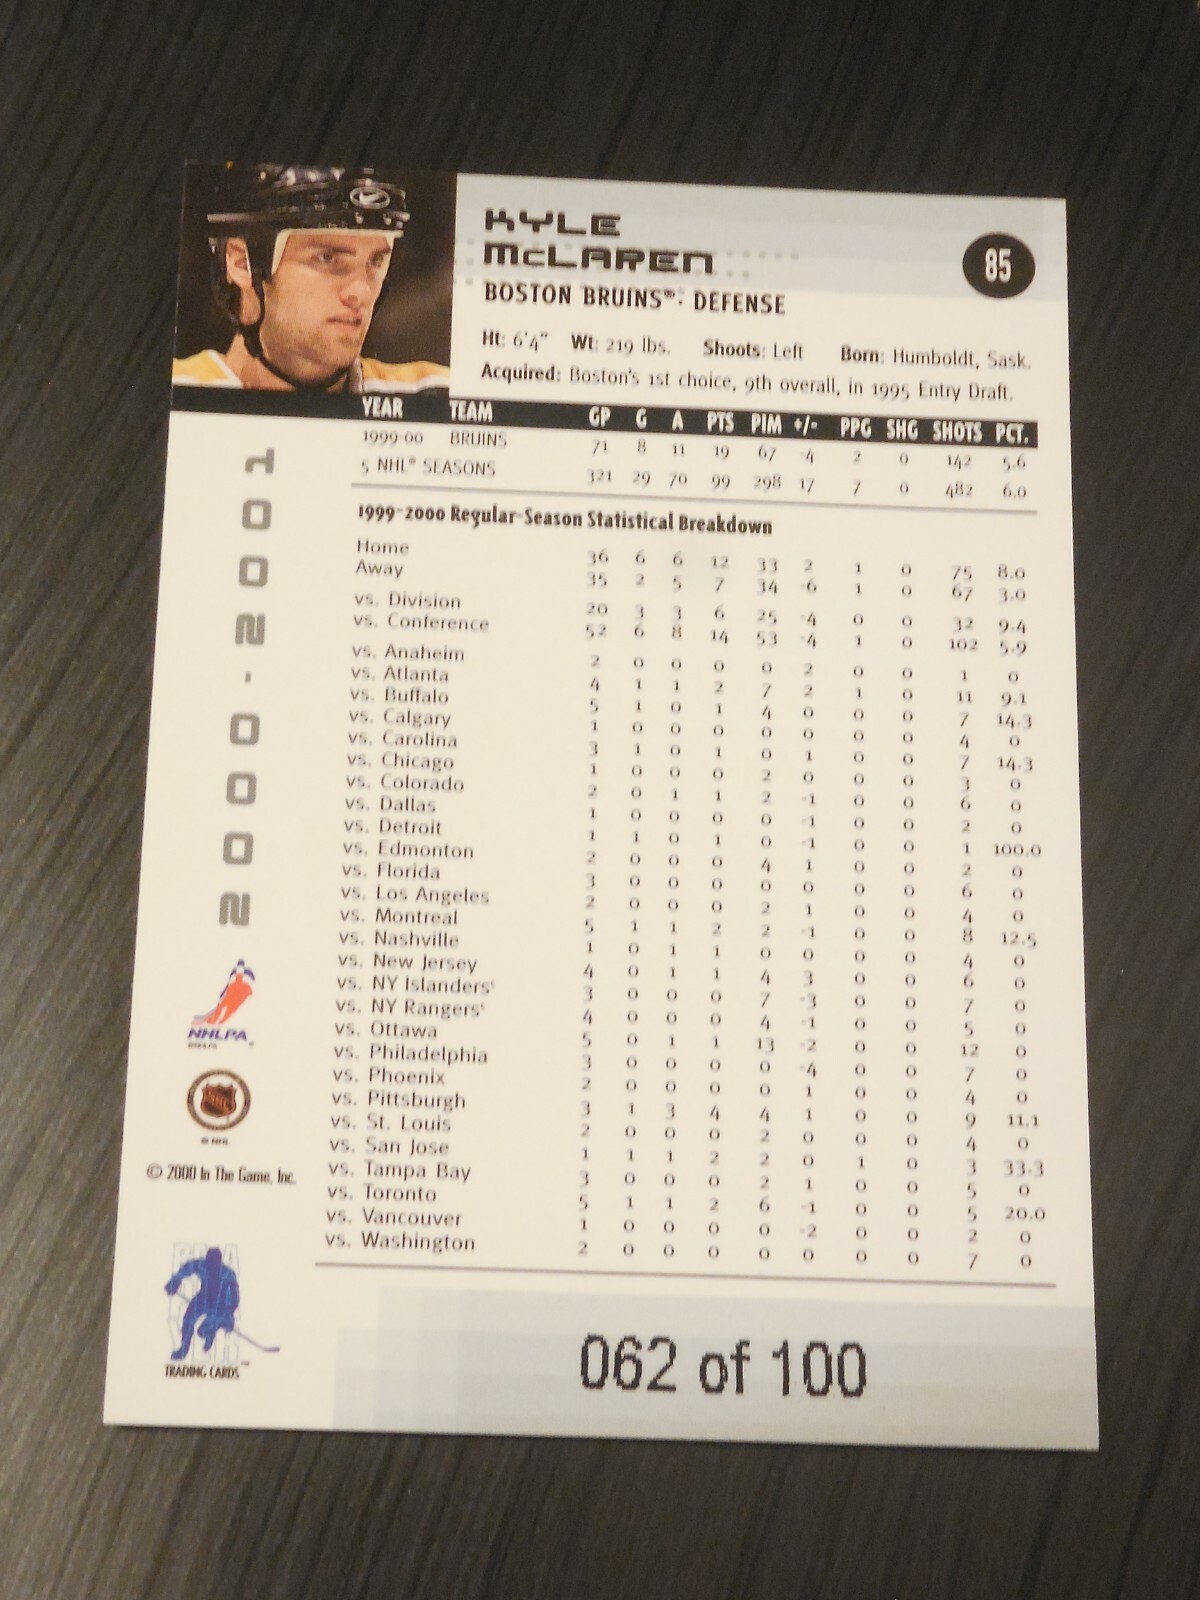 KYLE
McLAREN
85
BOSTON BRUINS®· DEFENSE
Ht: 6'4" Wt: 219 lbs. Shoots: Left Born: Humboldt, Sask.
Acquired: Boston's 1st choice, 9th overall, in 1995 Entry Draft.
YEAR TEAM GP G A PTS PIM +/- PPG SHG SHOTS PCT.
1999-00 BRUINS 71 8 11 19 67 -4 2 0 142 5.6
5 NHL® SEASONS 321 29 70 99 298 17 7 0 482 6.0
1999-2000 Regular-Season Statistical Breakdown
Home 36 6 6 12 33 2 1 0 75 8.0
Away 35 2 5 7 34 -6 1 0 67 3.0
vs. Division 20 3 3 6 25 -4 0 0 32 9.4
vs. Conference 52 6 8 14 53 -4 1 0 102 5.9
vs. Anaheim 2 0 0 0 0 2 0 0 1 0
vs. Atlanta 4 1 1 2 7 2 1 0 11 9.1
vs. Buffalo 5 1 0 1 4 0 0 0 7 14.3
vs. Calgary 1 0 0 0 0 0 0 0 4 0
vs. Carolina 3 1 0 1 0 1 0 0 7 14.3
vs. Chicago 1 0 0 0 2 0 0 0 3 0
vs. Colorado 2 0 1 1 2 -1 0 0 6 0
vs. Dallas 1 0 0 0 0 -1 0 0 2 0
vs. Detroit 1 1 0 1 0 -1 0 0 1 100.0
vs. Edmonton 2 0 0 0 4 1 0 0 2 0
vs. Florida 3 0 0 0 0 0 0 0 6 0
vs. Los Angeles 2 0 0 0 2 1 0 0 4 0
vs. Montreal 5 1 1 2 2 -1 0 0 8 12.5
vs. Nashville 1 0 1 1 0 0 0 0 4 0
vs. New Jersey 4 0 1 1 4 3 0 0 6 0
vs. NY Islanders' 3 0 0 0 7 -3 0 0 7 0
vs. NY Rangers' 4 0 0 0 4 -1 0 0 5 0
vs. Ottawa 5 0 1 1 13 -2 0 0 12 0
vs. Philadelphia 3 0 0 0 0 -4 0 0 7 0
vs. Phoenix 2 0 0 0 0 1 0 0 4 0
vs. Pittsburgh 3 1 3 4 4 1 0 0 9 11.1
vs. St. Louis 2 0 0 0 2 0 0 0 4 0
vs. San Jose 1 1 1 2 2 0 1 0 3 33.3
vs. Tampa Bay 3 0 0 0 2 1 0 0 5 0
vs. Toronto 5 1 1 2 6 -1 0 0 5 20.0
vs. Vancouver 1 0 0 0 0 -2 0 0 2 0
vs. Washington 2 0 0 0 0 0 0 0 7 0
2000-2001
NHLPA
© NHL
© 2000 In The Game, Inc.
TRADING CARDS™
062 of 100